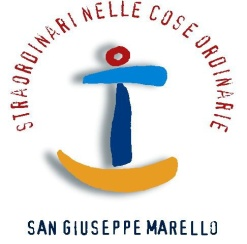 STRAORDINARI NELLE COSE ORDINARIE
SAN GIUSEPPE MARELLO